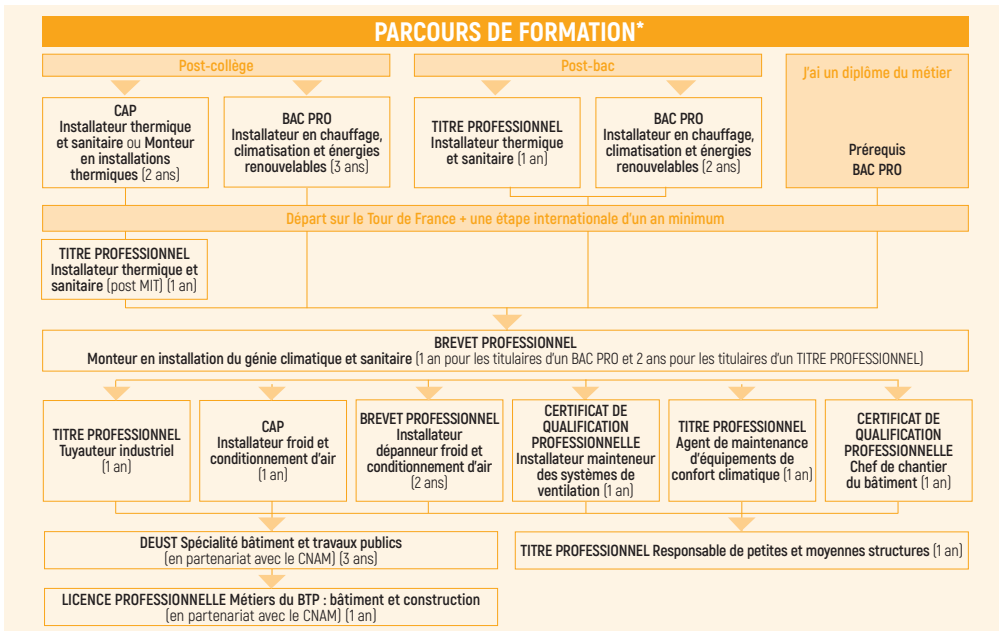 PARCOURS DE FORMATION*
Post-collège
Post-bac
J'ai un diplôme du métier
CAP
Installateur thermique
et sanitaire ou Monteur
en installations
thermiques (2 ans)
BAC PRO
Installateur en chauffage,
climatisation et énergies
renouvelables (3 ans)
TITRE PROFESSIONNEL
Installateur thermique
et sanitaire (1 an)
BAC PRO
Installateur en chauffage,
climatisation et énergies
renouvelables (2 ans)
Prérequis
BAC PRO
Départ sur le Tour de France + une étape internationale d'un an minimum
TITRE PROFESSIONNEL
Installateur thermique et
sanitaire (post MIT) (1 an)
BREVET PROFESSIONNEL
Monteur en installation du génie climatique et sanitaire (1 an pour les titulaires d'un BAC PRO et 2 ans pour les titulaires d'un TITRE PROFESSIONNEL)
TITRE PROFESSIONNEL
Tuyauteur industriel
(1 an)
CAP
Installateur froid et
conditionnement d'air
(1 an)
BREVET PROFESSIONNEL
Installateur
dépanneur froid et
conditionnement d'air
(2 ans)
CERTIFICAT DE
QUALIFICATION
PROFESSIONNELLE
Installateur mainteneur
des systèmes de
ventilation (1 an)
TITRE PROFESSIONNEL
Agent de maintenance
d'équipements de
confort climatique (1 an)
CERTIFICAT DE
QUALIFICATION
PROFESSIONNELLE
Chef de chantier
du bâtiment (1 an)
DEUST Spécialité bâtiment et travaux publics
(en partenariat avec le CNAM) (3 ans)
TITRE PROFESSIONNEL Responsable de petites et moyennes structures (1 an)
LICENCE PROFESSIONNELLE Métiers du BTP : bâtiment et construction
(en partenariat avec le CNAM) (1 an)